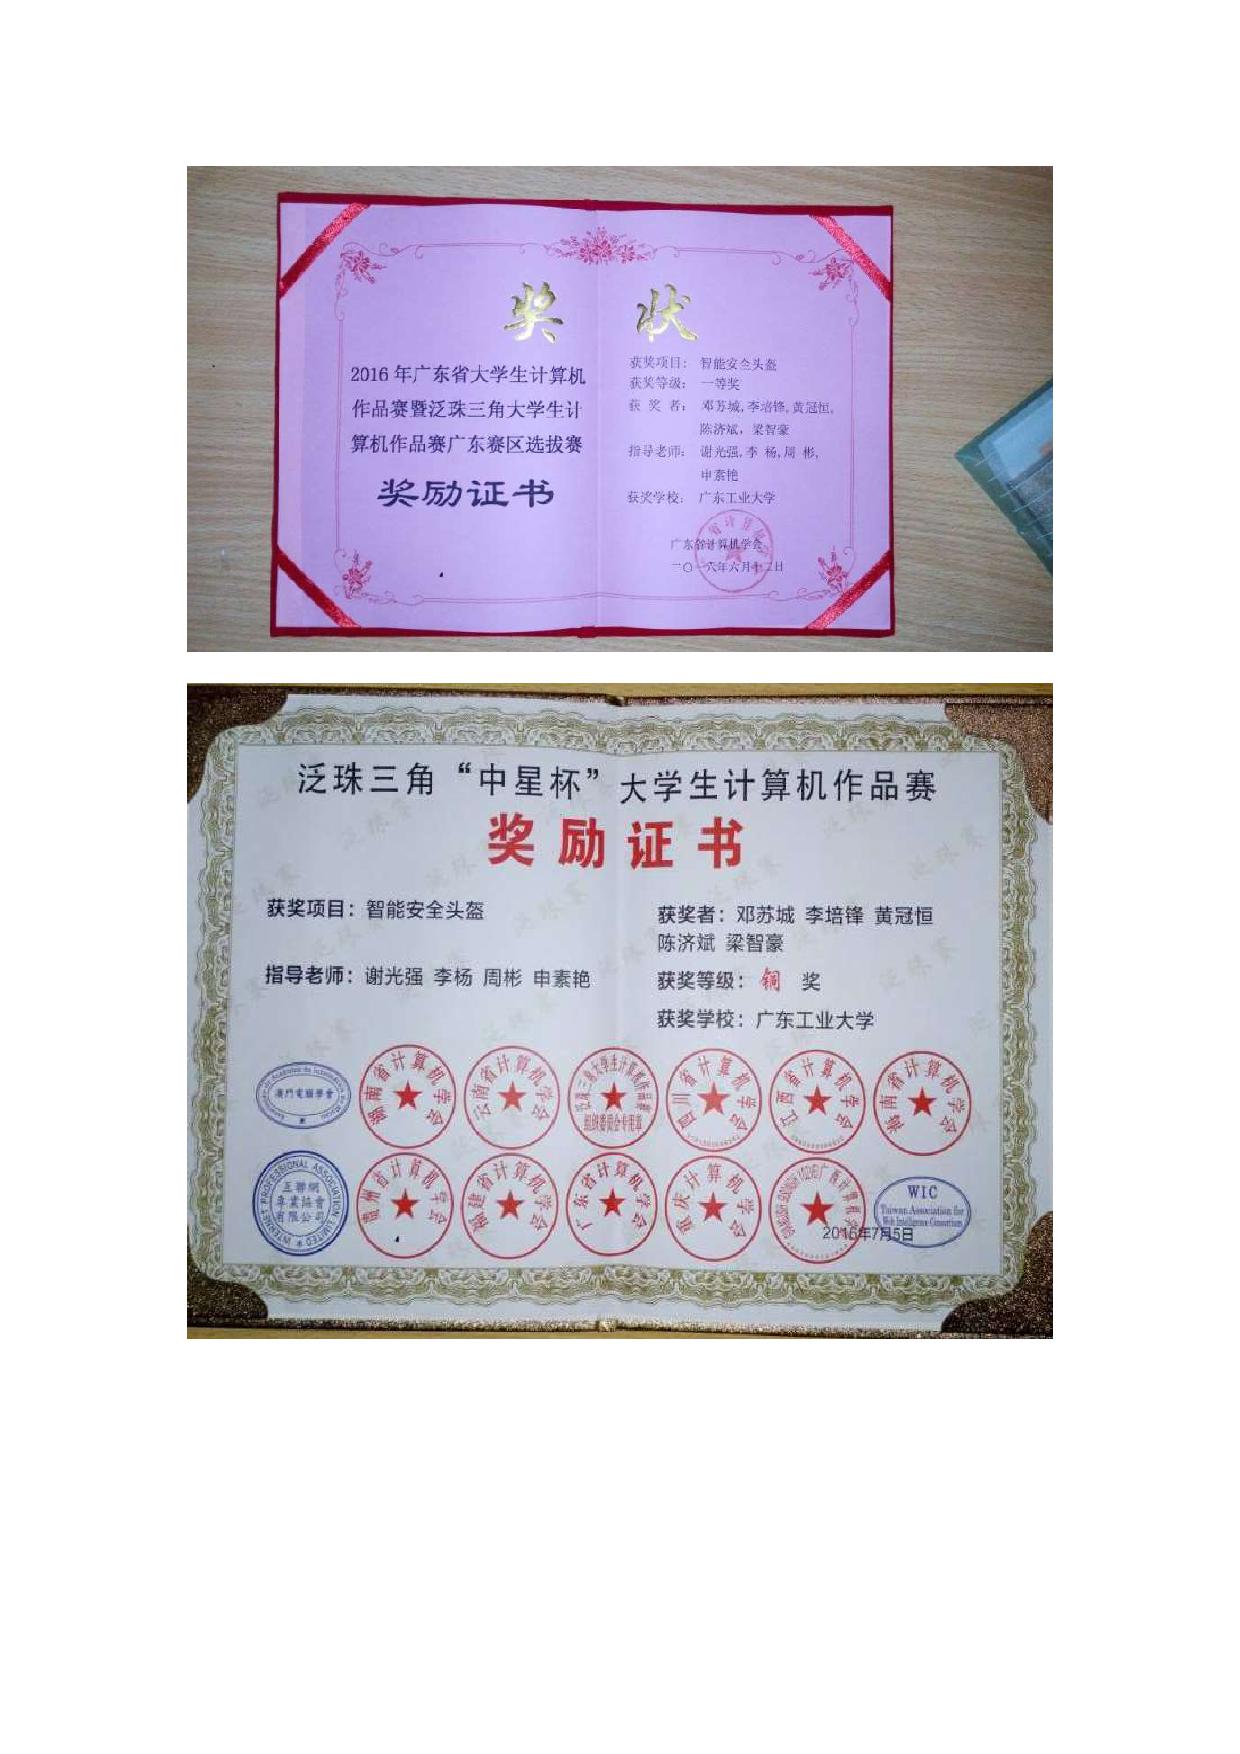 奖 状
2016年广东省大学生计算机
作品赛暨泛珠三角大学生计
算机作品赛广东赛区选拔赛
奖励证书
获奖项目： 智能安全头盔
获奖等级： 一等奖
获 奖 者： 邓苏城,李培锋,黄冠恒,
陈济斌，梁智豪
指导老师： 谢光强,李 杨,周 彬,
申素艳
获奖学校： 广东工业大学
广东省计算机学会
二〇一六年六月十二日
泛珠三角“中星杯”大学生计算机作品赛
奖励证书
获奖项目：智能安全头盔
指导老师：谢光强 李杨 周彬 申素艳
获奖者：邓苏城 李培锋 黄冠恒
陈济斌 梁智豪
获奖等级：铜 奖
获奖学校：广东工业大学
澳門電腦學會
湖南省计算机学会
云南省计算机学会
泛珠三角大学生计算机作品赛
组织委员会专用章
四川省计算机学会
江西省计算机学会
海南省计算机学会
INTERNET PROFESSIONAL ASSOCIATION LIMITED
互聯網
專業協會
有限公司
贵州省计算机学会
福建省计算机学会
广东省计算机学会
重庆计算机学会
广西计算机学会
WIC
Taiwan Association for
Web Intelligence Consortium
2016年7月5日